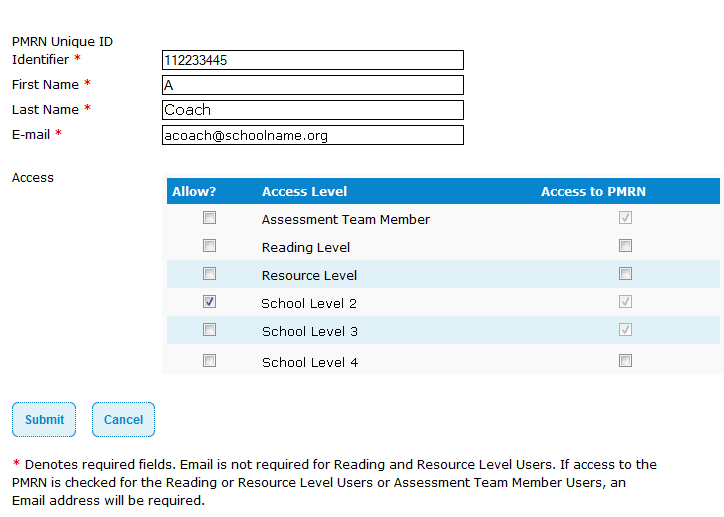 PMRN Unique ID
Identifier * 112233445
First Name * A
Last Name * Coach
E-mail * acoach@schoolname.org
Access
Allow? Access Level Access to PMRN
Assessment Team Member
Reading Level
Resource Level
School Level 2
School Level 3
School Level 4
Submit Cancel
* Denotes required fields. Email is not required for Reading and Resource Level Users. If access to the
PMRN is checked for the Reading or Resource Level Users or Assessment Team Member Users, an
Email address will be required.